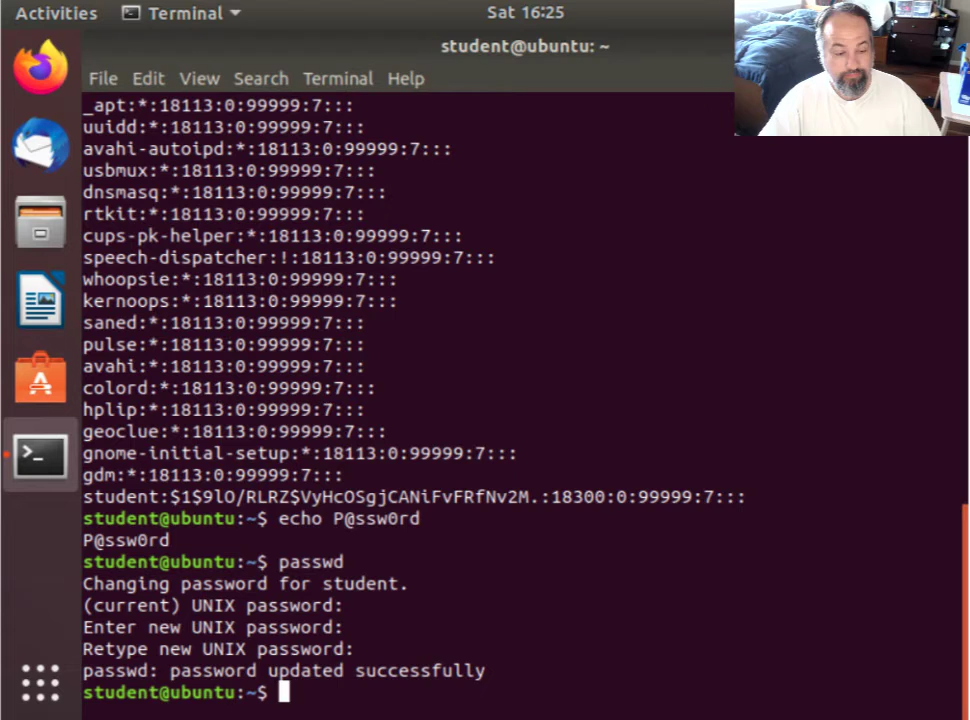 Activities Terminal Sat 16:25
student@ubuntu: ~
File Edit View Search Terminal Help
_apt:*:18113:0:99999:7:::
uuidd:*:18113:0:99999:7:::
avahi-autoipd:*:18113:0:99999:7:::
usbmux:*:18113:0:99999:7:::
dnsmasq:*:18113:0:99999:7:::
rtkit:*:18113:0:99999:7:::
cups-pk-helper:*:18113:0:99999:7:::
speech-dispatcher:!:18113:0:99999:7:::
whoopsie:*:18113:0:99999:7:::
kernoops:*:18113:0:99999:7:::
saned:*:18113:0:99999:7:::
pulse:*:18113:0:99999:7:::
avahi:*:18113:0:99999:7:::
colord:*:18113:0:99999:7:::
hplip:*:18113:0:99999:7:::
geoclue:*:18113:0:99999:7:::
gnome-initial-setup:*:18113:0:99999:7:::
gdm:*:18113:0:99999:7:::
student:$1$9lO/RLRZ$VyHcOSgjCANiFvFRfNv2M.:18300:0:99999:7:::
student@ubuntu:~$ echo P@ssw0rd
P@ssw0rd
student@ubuntu:~$ passwd
Changing password for student.
(current) UNIX password:
Enter new UNIX password:
Retype new UNIX password:
passwd: password updated successfully
student@ubuntu:~$